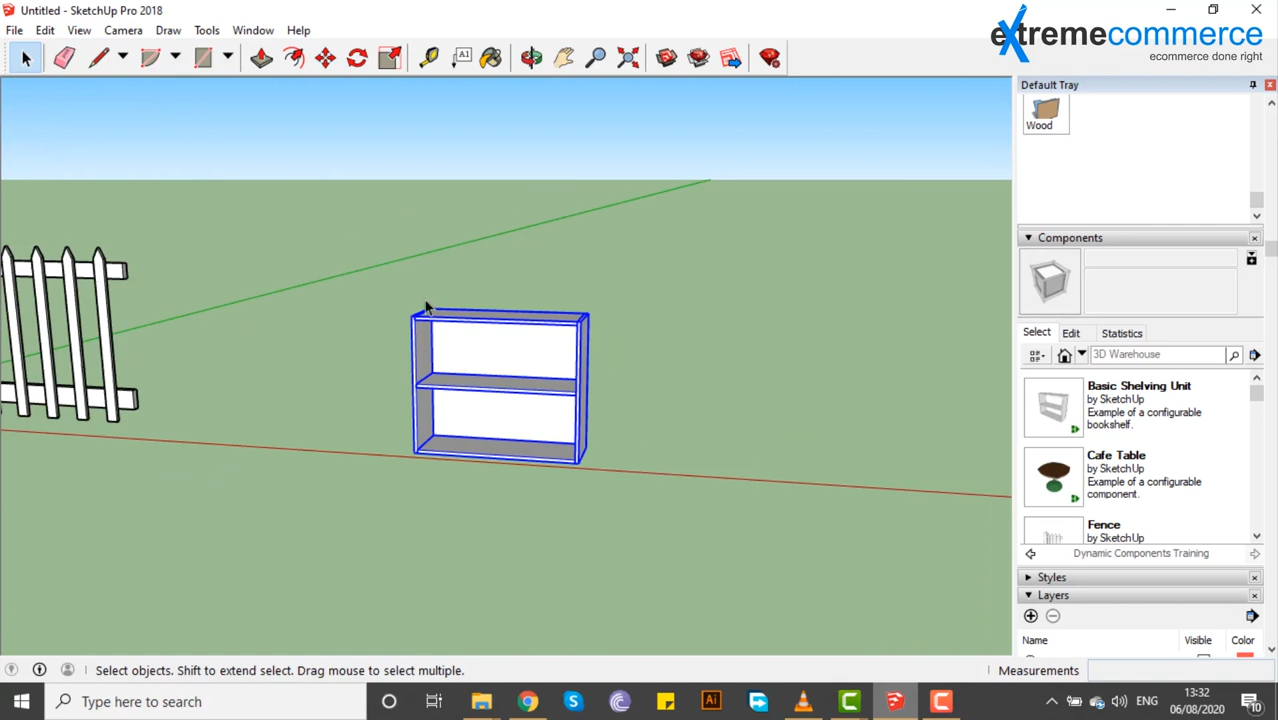 Untitled - SketchUp Pro 2018
extremecommerce
ecommerce done right
File Edit View Camera Draw Tools Window Help
A1
Default Tray
Wood
Components
Select Edit Statistics
3D Warehouse
Basic Shelving Unit
by SketchUp
Example of a configurable
bookshelf.
Cafe Table
by SketchUp
Example of a configurable
component.
Fence
by SketchUp
Dynamic Components Training
Styles
Layers
Name Visible Color
Select objects. Shift to extend select. Drag mouse to select multiple.
Measurements
Type here to search
Ai
ENG
13:32
06/08/2020
10